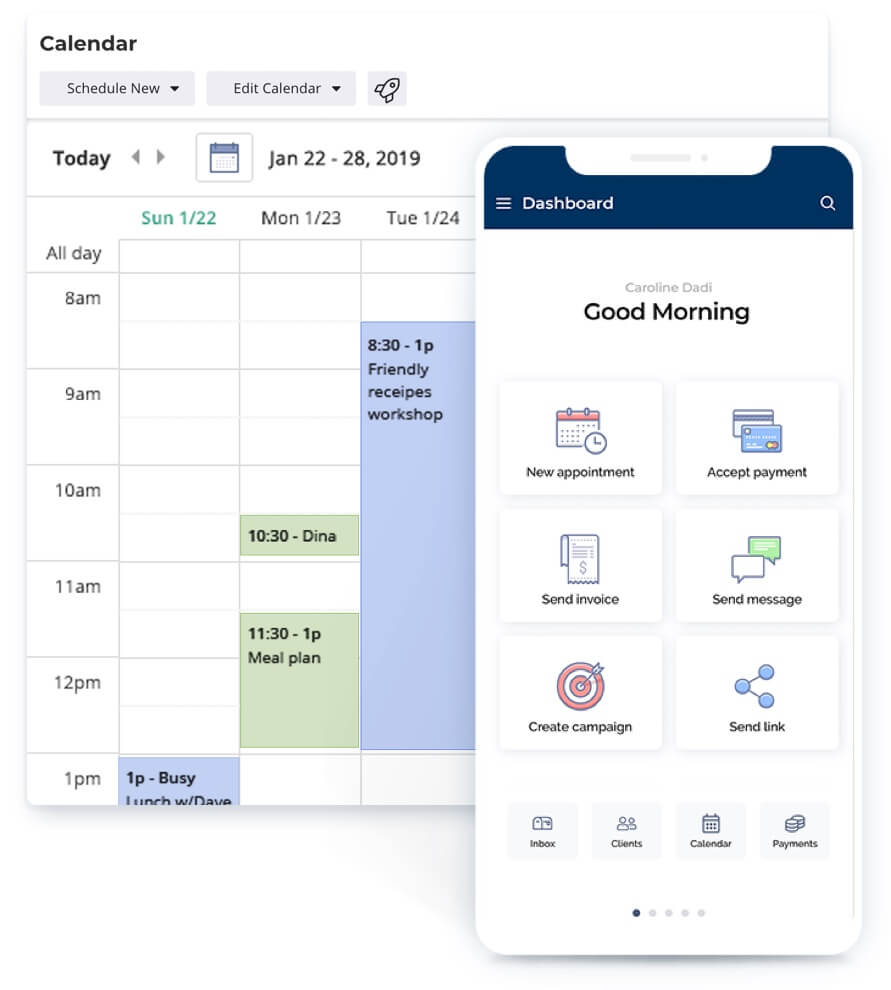 Calendar
Schedule New
Edit Calendar
Today
Jan 22 - 28, 2019
Sun 1/22
Mon 1/23
Tue 1/24
All day
8am
9am
10am
11am
12pm
1pm
8:30 - 1p
Friendly
receipes
workshop
10:30 - Dina
11:30 - 1p
Meal plan
1p - Busy
Lunch w/Dave
Dashboard
Caroline Dadi
Good Morning
New appointment
Accept payment
$
Send invoice
Send message
Create campaign
Send link
Inbox
Clients
Calendar
Payments